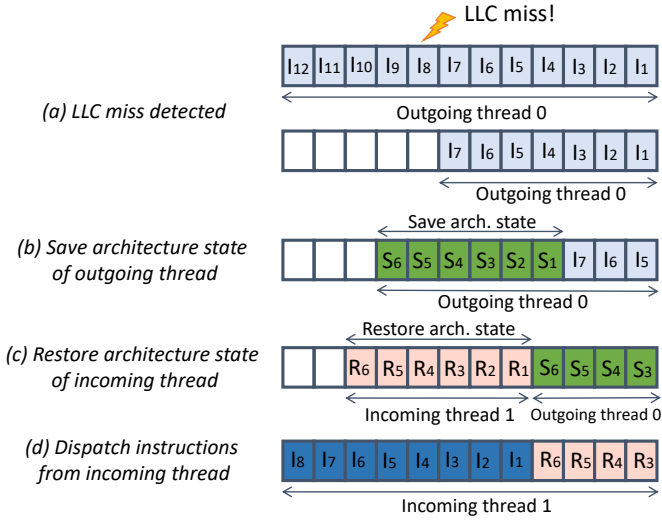 LLC miss!
I12 I11 I10 I9 I8 I7 I6 I5 I4 I3 I2 I1
(a) LLC miss detected
Outgoing thread 0
I7 I6 I5 I4 I3 I2 I1
Outgoing thread 0
Save arch. state
(b) Save architecture state
of outgoing thread
S6 S5 S4 S3 S2 S1 I7 I6 I5
Outgoing thread 0
Restore arch. state
(c) Restore architecture state
of incoming thread
R6 R5 R4 R3 R2 R1 S6 S5 S4 S3
Incoming thread 1 Outgoing thread 0
(d) Dispatch instructions
from incoming thread
I8 I7 I6 I5 I4 I3 I2 I1 R6 R5 R4 R3
Incoming thread 1